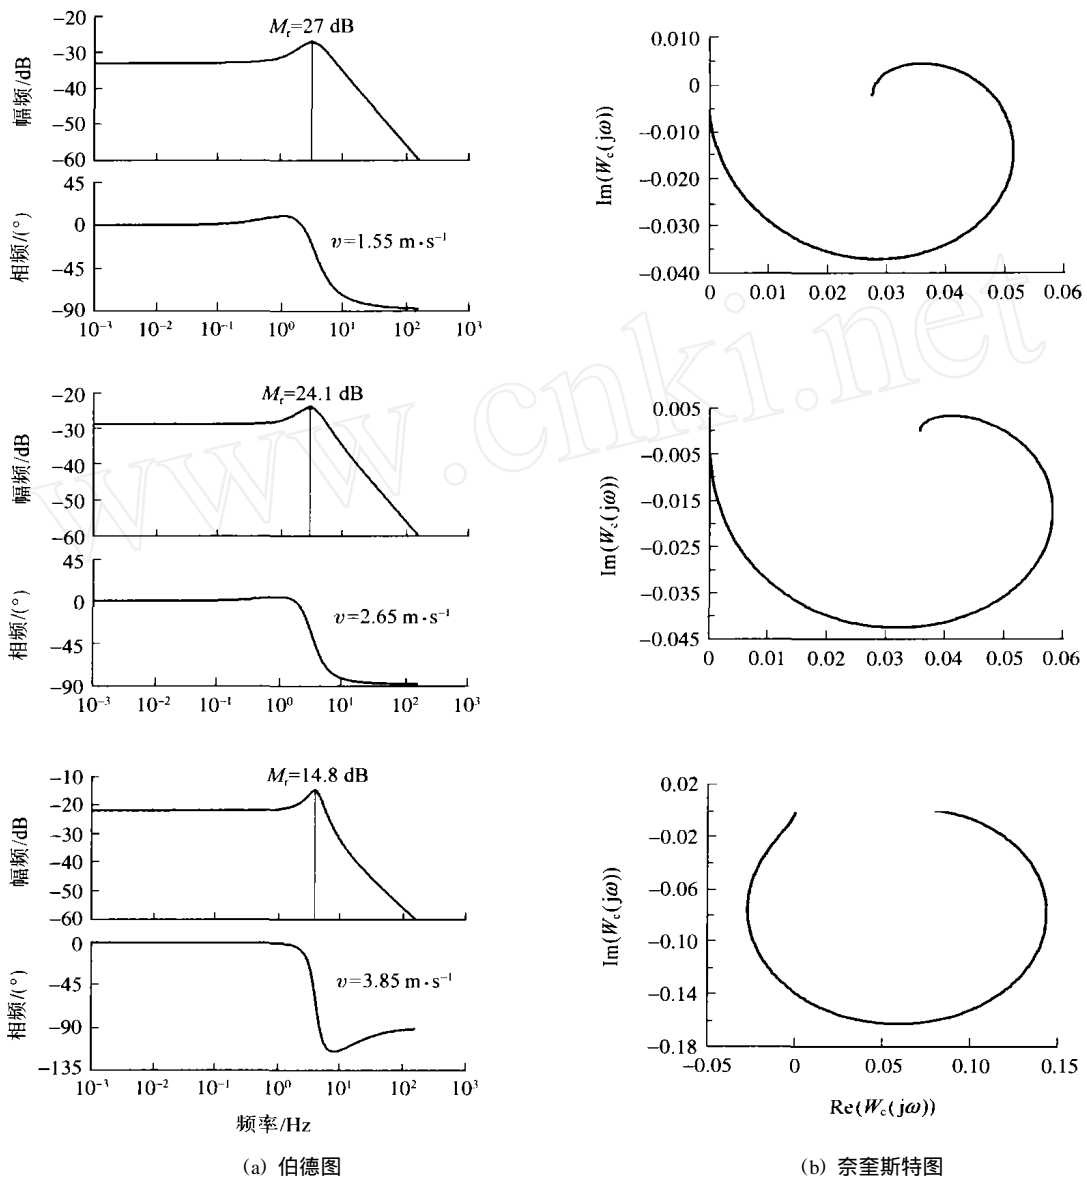 M_r=27 dB
-20
-30
-40
-50
-60
幅频/dB
45
0
-45
-90
相频/(°)
v=1.55 m·s⁻¹
10⁻³ 10⁻² 10⁻¹ 10⁰ 10¹ 10² 10³
0.010
0
-0.010
-0.020
-0.030
-0.040
Im(W_c(jω))
0 0.01 0.02 0.03 0.04 0.05 0.06
M_r=24.1 dB
-20
-30
-40
-50
-60
幅频/dB
45
0
-45
-90
相频/(°)
v=2.65 m·s⁻¹
10⁻³ 10⁻² 10⁻¹ 10⁰ 10¹ 10² 10³
0.005
-0.005
-0.015
-0.025
-0.035
-0.045
Im(W_c(jω))
0 0.01 0.02 0.03 0.04 0.05 0.06
M_r=14.8 dB
-10
-20
-30
-40
-50
-60
幅频/dB
0
-45
-90
-135
相频/(°)
v=3.85 m·s⁻¹
10⁻³ 10⁻² 10⁻¹ 10⁰ 10¹ 10² 10³
频率/Hz
0.02
-0.02
-0.06
-0.10
-0.14
-0.18
Im(W_c(jω))
-0.05 0 0.05 0.10 0.15
Re(W_c(jω))
(a) 伯德图
(b) 奈奎斯特图
www.cnki.net